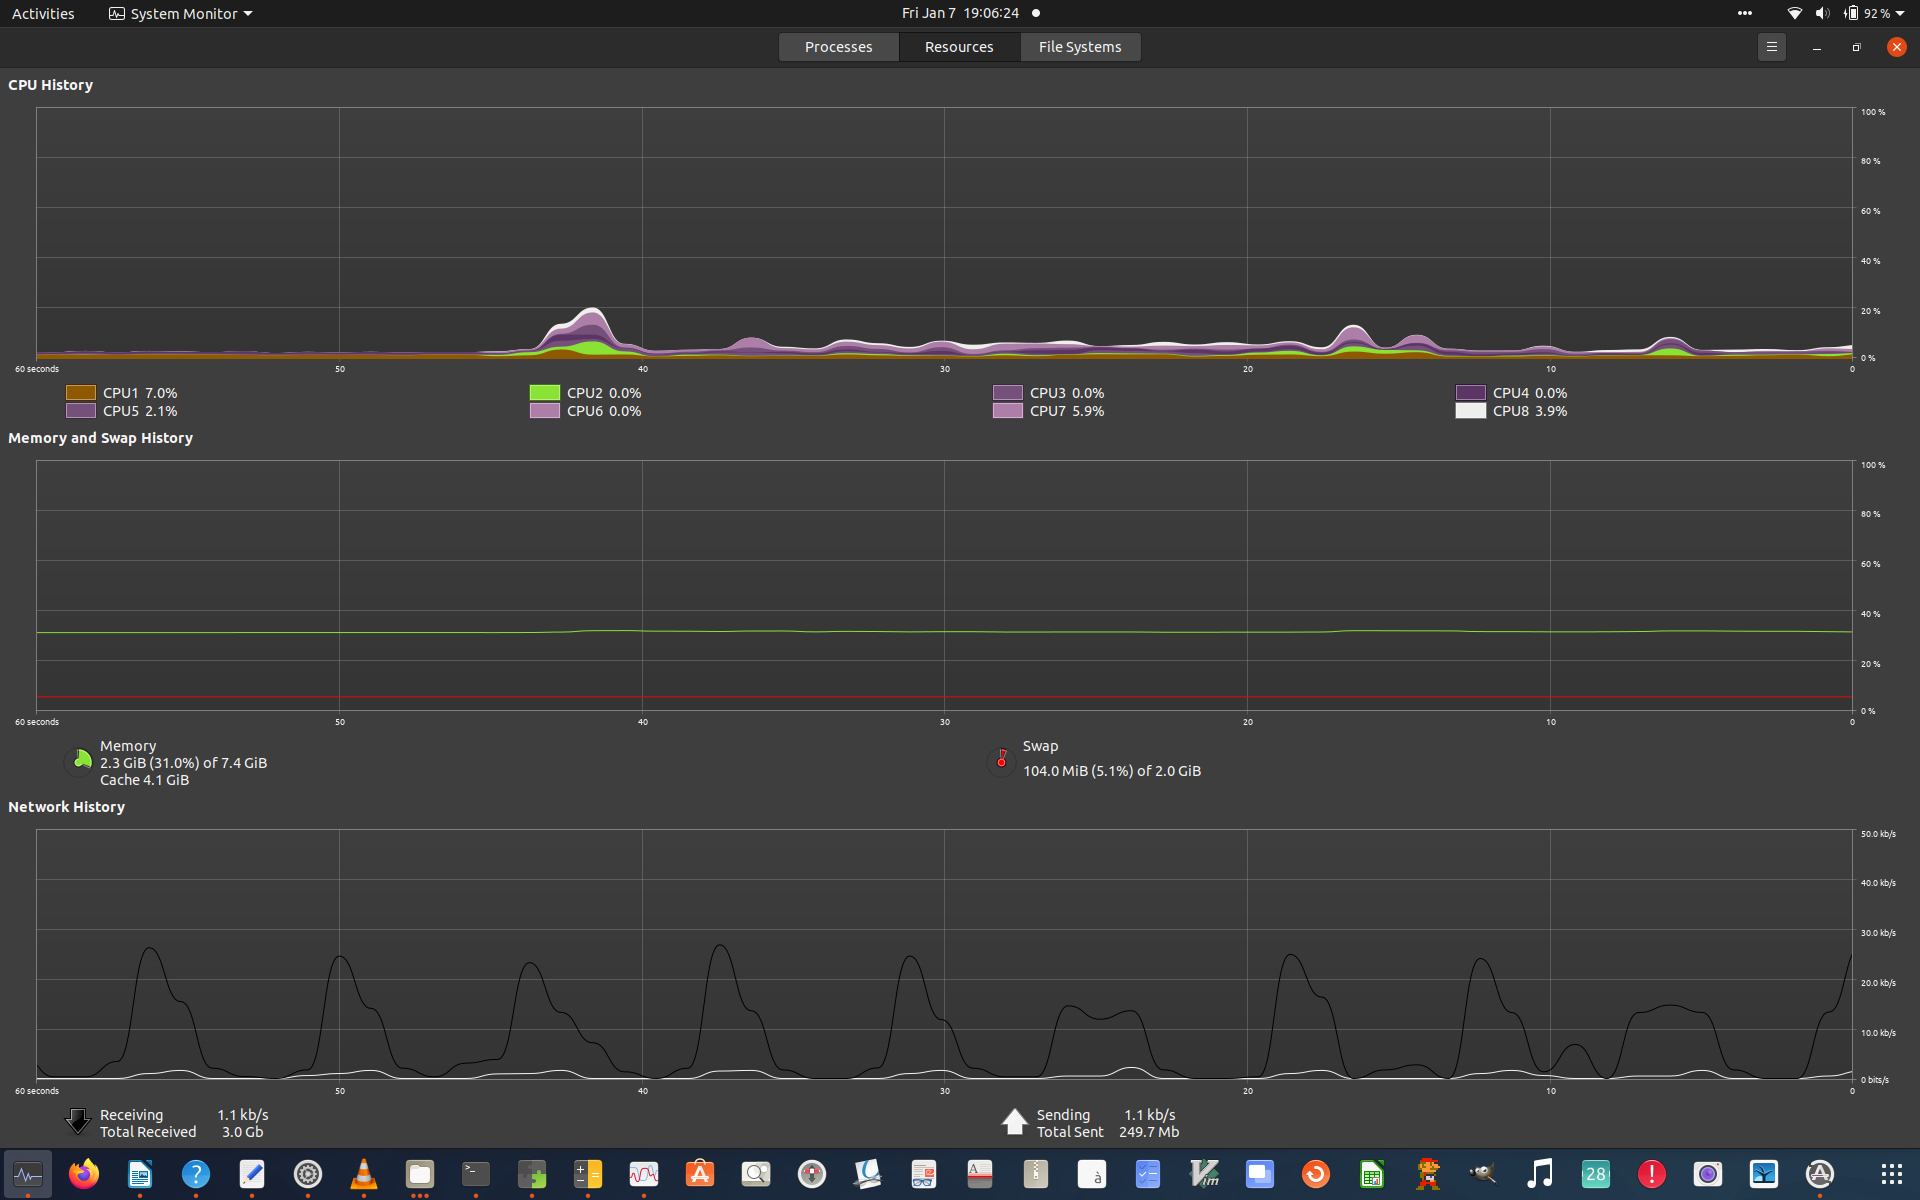 Activities System Monitor Fri Jan 7 19:06:24 92 %
Processes Resources File Systems
CPU History
100 %
80 %
60 %
40 %
20 %
0 %
60 seconds 50 40 30 20 10 0
CPU1 7.0% CPU2 0.0% CPU3 0.0% CPU4 0.0%
CPU5 2.1% CPU6 0.0% CPU7 5.9% CPU8 3.9%
Memory and Swap History
100 %
80 %
60 %
40 %
20 %
0 %
60 seconds 50 40 30 20 10 0
Memory
2.3 GiB (31.0%) of 7.4 GiB
Cache 4.1 GiB
Swap
104.0 MiB (5.1%) of 2.0 GiB
Network History
50.0 kb/s
40.0 kb/s
30.0 kb/s
20.0 kb/s
10.0 kb/s
0 bits/s
60 seconds 50 40 30 20 10 0
Receiving 1.1 kb/s
Total Received 3.0 Gb
Sending 1.1 kb/s
Total Sent 249.7 Mb
? >_ A à Vim 28 !